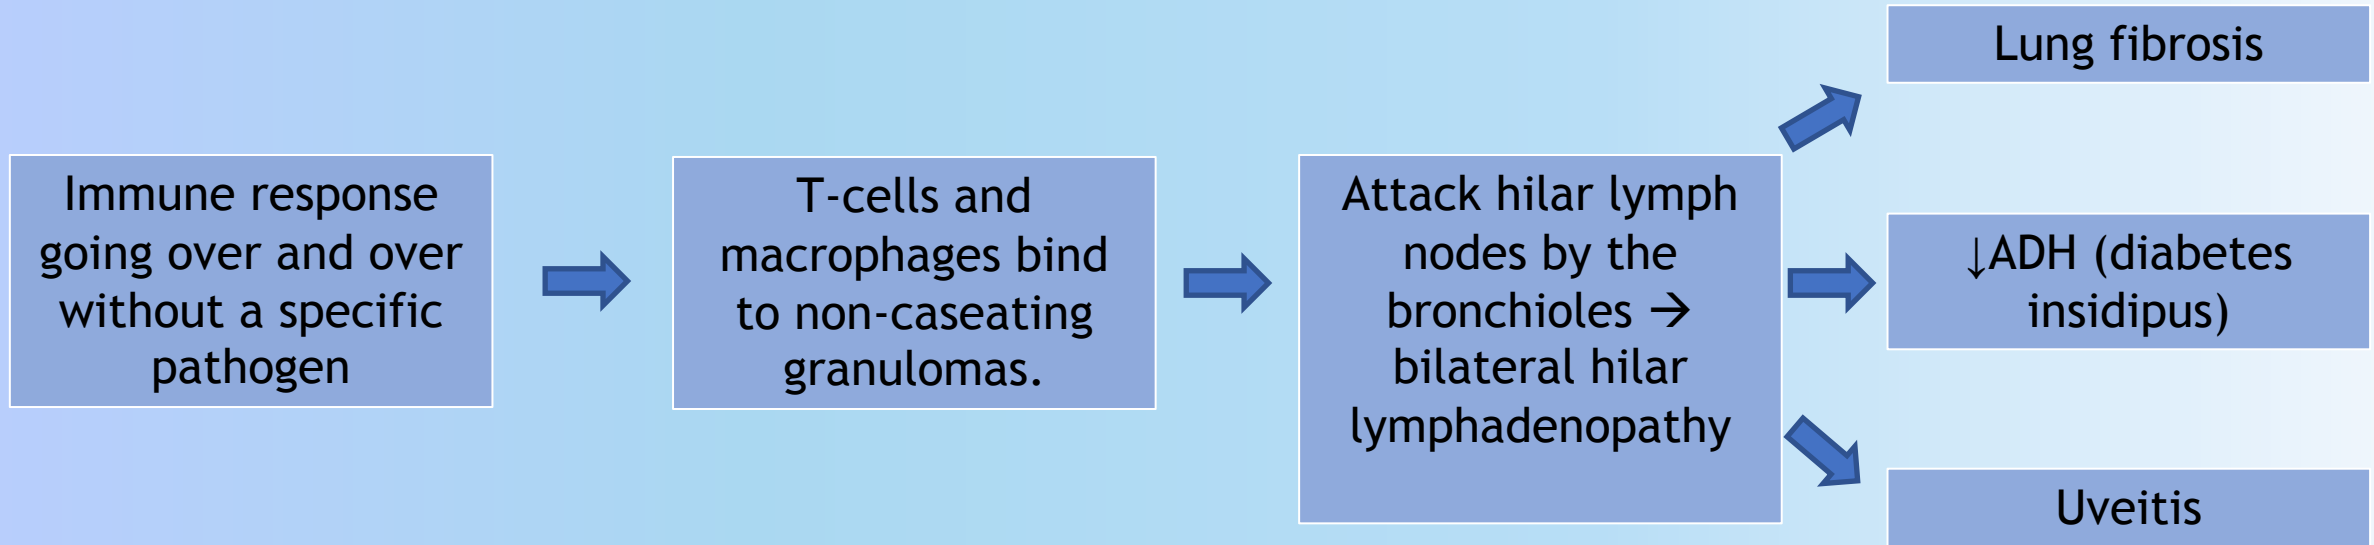 Immune response
going over and over
without a specific
pathogen
T-cells and
macrophages bind
to non-caseating
granulomas.
Attack hilar lymph
nodes by the
bronchioles →
bilateral hilar
lymphadenopathy
Lung fibrosis
↓ADH (diabetes
insidipus)
Uveitis